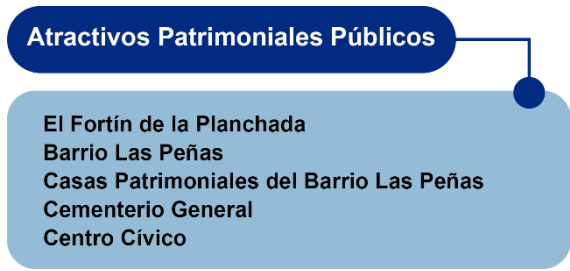 Atractivos Patrimoniales Públicos
El Fortín de la Planchada
Barrio Las Peñas
Casas Patrimoniales del Barrio Las Peñas
Cementerio General
Centro Cívico